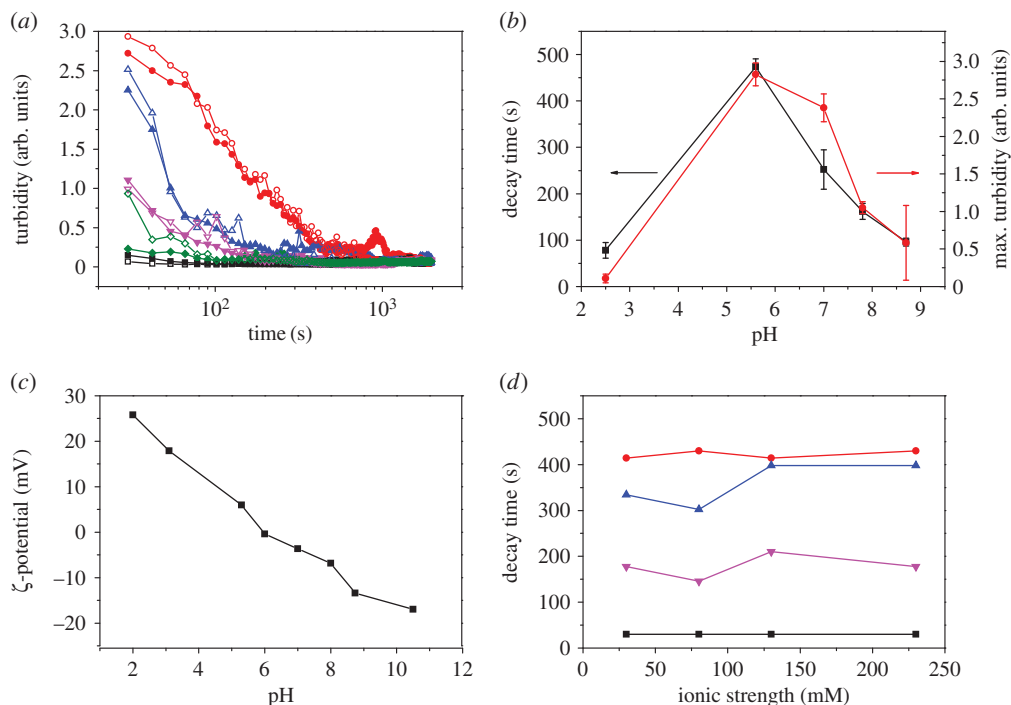 (a)
3.0
2.5
2.0
1.5
1.0
0.5
0
turbidity (arb. units)
10²
10³
time (s)
(b)
500
400
300
200
100
0
decay time (s)
3.0
2.5
2.0
1.5
1.0
0.5
0
max. turbidity (arb. units)
2 3 4 5 6 7 8 9
pH
(c)
30
20
10
0
−10
−20
ζ-potential (mV)
2 4 6 8 10 12
pH
(d)
500
400
300
200
100
0
decay time (s)
0 50 100 150 200 250
ionic strength (mM)